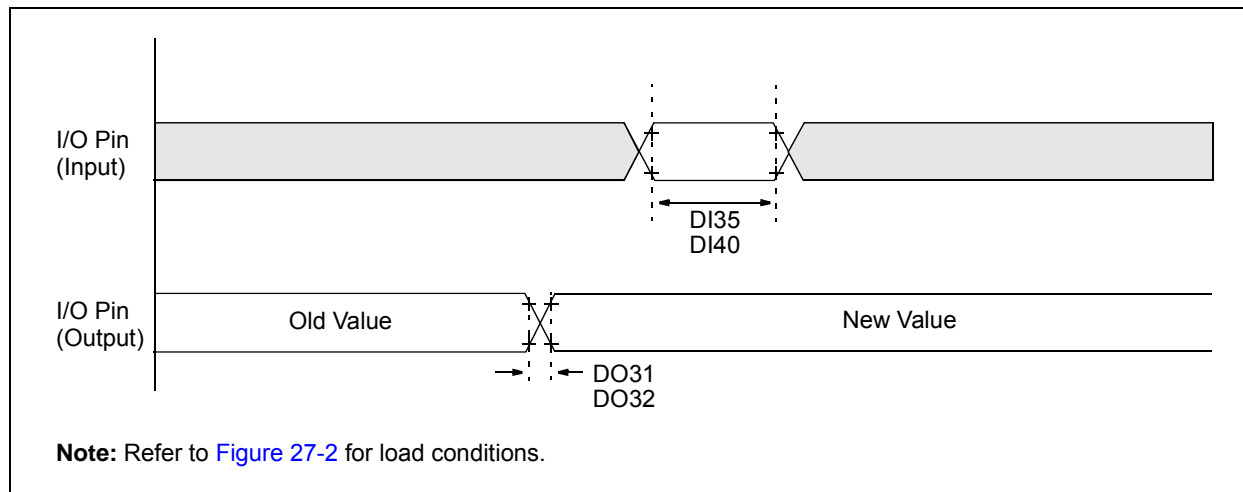 I/O Pin
(Input)
DI35
DI40
I/O Pin
(Output)
Old Value
New Value
DO31
DO32
Note: Refer to Figure 27-2 for load conditions.